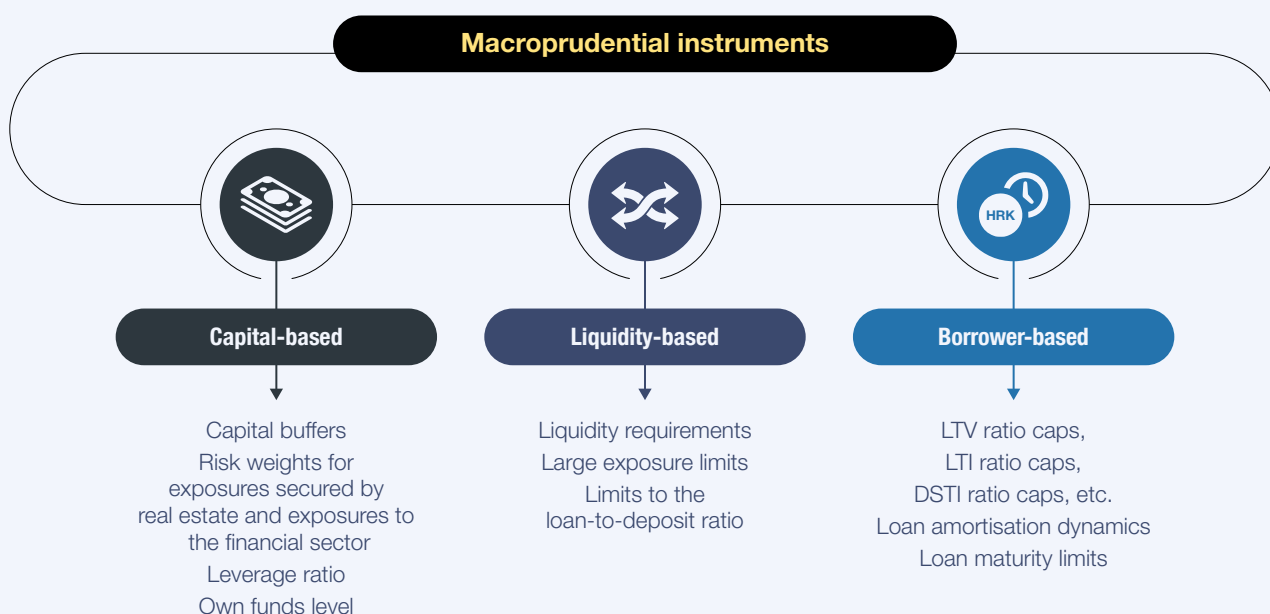 Macroprudential instruments
HRK
Capital-based
Capital buffers
Risk weights for
exposures secured by
real estate and exposures to
the financial sector
Leverage ratio
Own funds level
Liquidity-based
Liquidity requirements
Large exposure limits
Limits to the
loan-to-deposit ratio
Borrower-based
LTV ratio caps,
LTI ratio caps,
DSTI ratio caps, etc.
Loan amortisation dynamics
Loan maturity limits